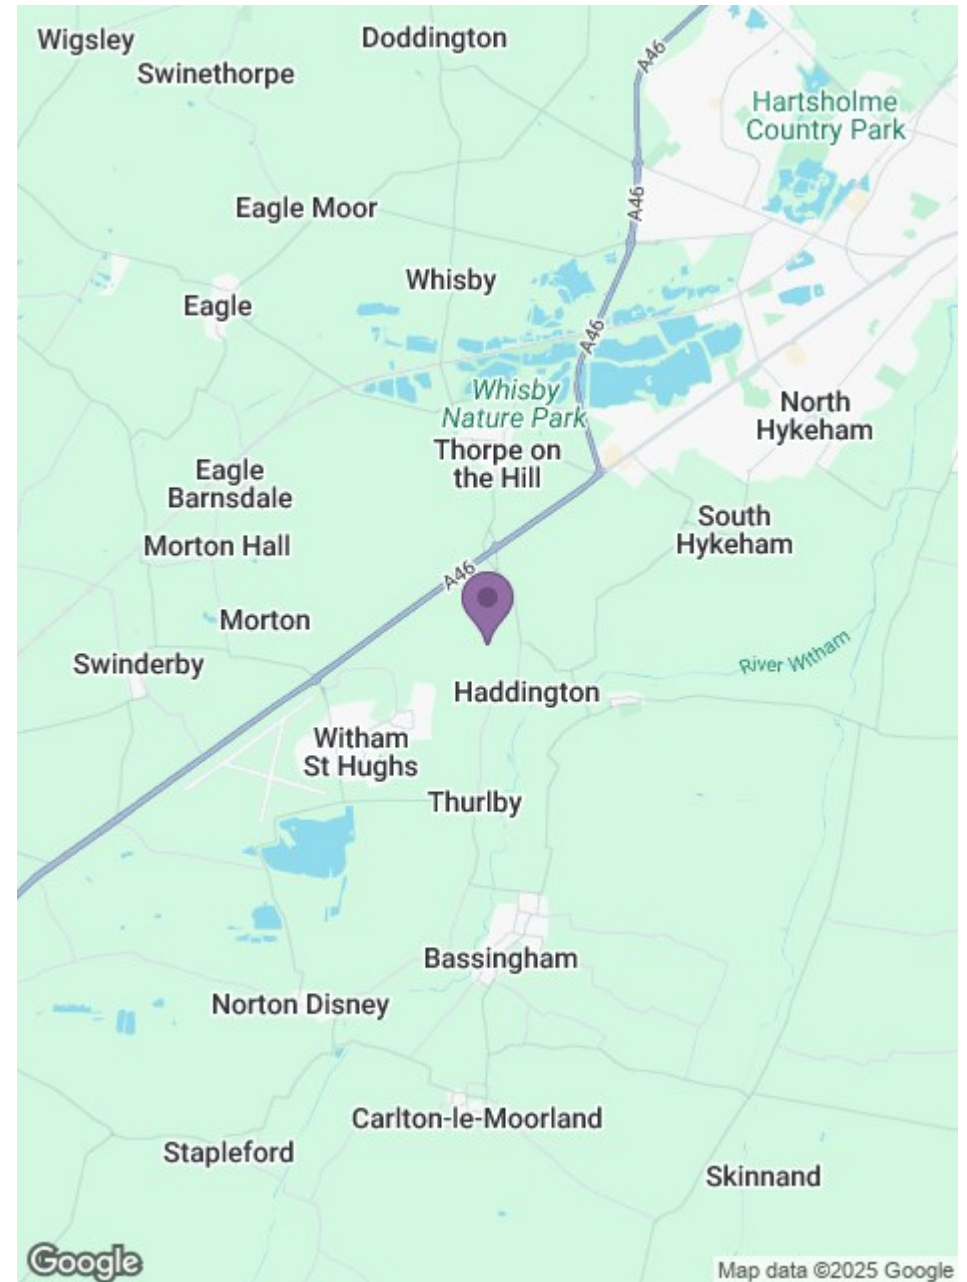 Wigsley
Doddington
Swinethorpe
A46
Hartsholme
Country Park
Eagle Moor
A46
Whisby
Eagle
A46
Whisby
Nature Park
North
Hykeham
Thorpe on
the Hill
Eagle
Barnsdale
South
Hykeham
Morton Hall
A46
Morton
Swinderby
River Witham
Haddington
Witham
St Hughs
Thurlby
Bassingham
Norton Disney
Carlton-le-Moorland
Stapleford
Skinnand
Google
Map data ©2025 Google